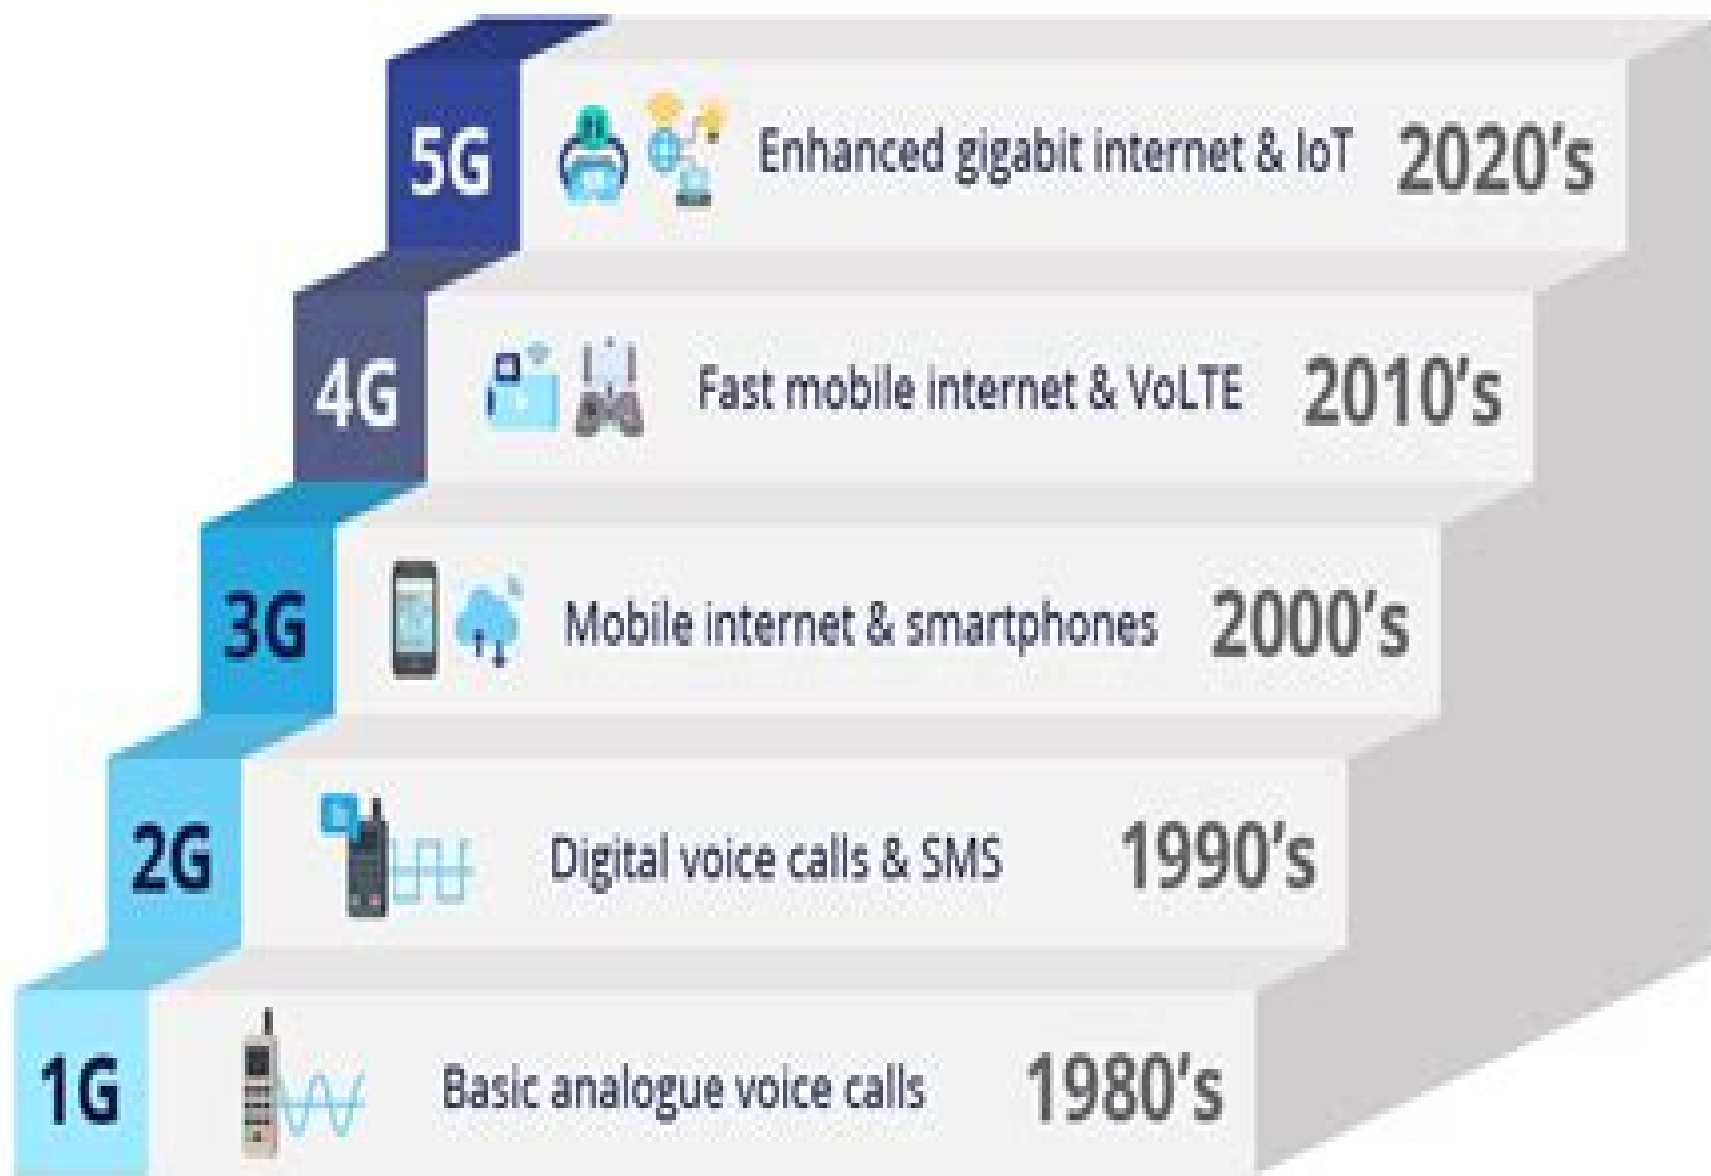 5G Enhanced gigabit internet & IoT 2020's
4G Fast mobile internet & VoLTE 2010's
3G Mobile internet & smartphones 2000's
2G Digital voice calls & SMS 1990's
1G Basic analogue voice calls 1980's